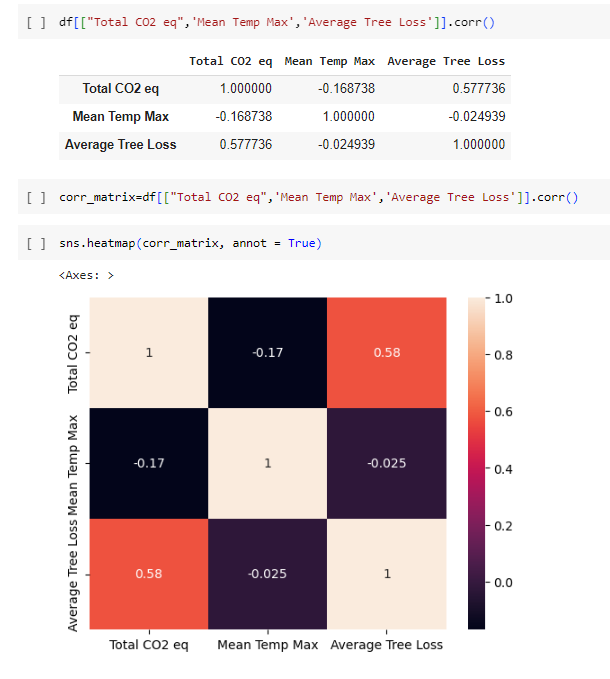 [ ] df[["Total CO2 eq",'Mean Temp Max','Average Tree Loss']].corr()
Total CO2 eq Mean Temp Max Average Tree Loss
Total CO2 eq 1.000000 -0.168738 0.577736
Mean Temp Max -0.168738 1.000000 -0.024939
Average Tree Loss 0.577736 -0.024939 1.000000
[ ] corr_matrix=df[["Total CO2 eq",'Mean Temp Max','Average Tree Loss']].corr()
[ ] sns.heatmap(corr_matrix, annot = True)
<Axes: >
Total CO2 eq
1 -0.17 0.58
Mean Temp Max
-0.17 1 -0.025
Average Tree Loss
0.58 -0.025 1
Total CO2 eq Mean Temp Max Average Tree Loss
1.0
0.8
0.6
0.4
0.2
0.0